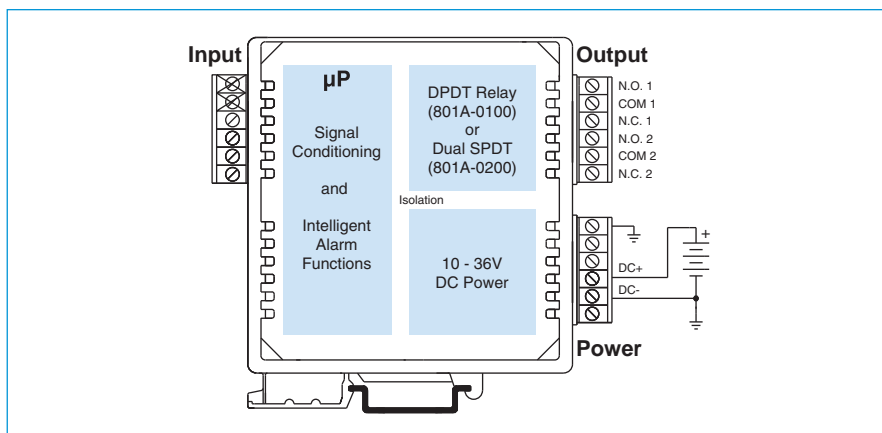 Input
Output
µP
Signal
Conditioning
and
Intelligent
Alarm
Functions
DPDT Relay
(801A-0100)
or
Dual SPDT
(801A-0200)
Isolation
10 - 36V
DC Power
N.O. 1
COM 1
N.C. 1
N.O. 2
COM 2
N.C. 2
+
DC+
DC-
Power